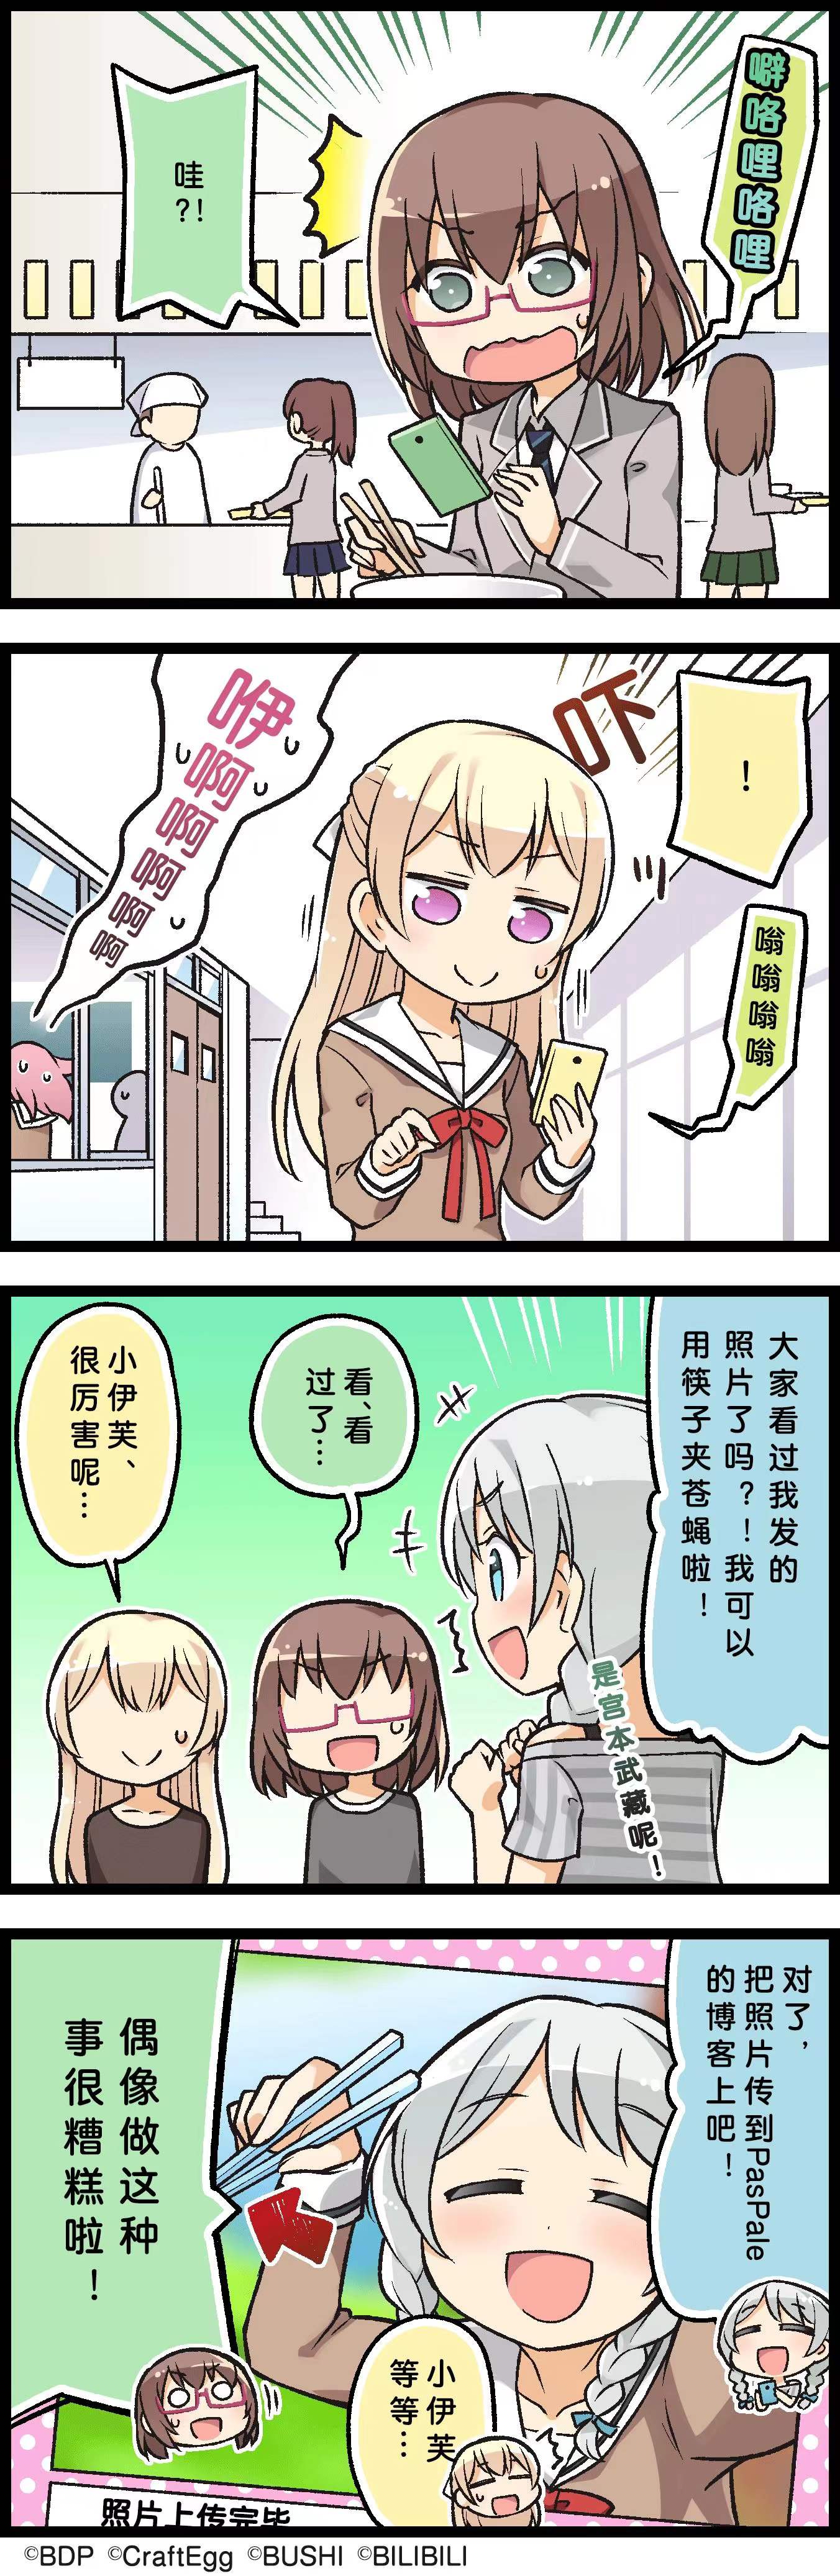 噼咯哩咯哩
哇
?!
！
吓
咿啊啊啊啊啊
嗡嗡嗡嗡
大家看过我发的
照片了吗？！我可以
用筷子夹苍蝇啦！
是宫本武藏呢！
看、看
过了…
小伊芙、
很厉害呢…
对了，
把照片传到PasPale
的博客上吧！
偶像做这种
事很糟糕啦！
小伊芙
等等…
照片上传完毕
©BDP ©CraftEgg ©BUSHI ©BILIBILI